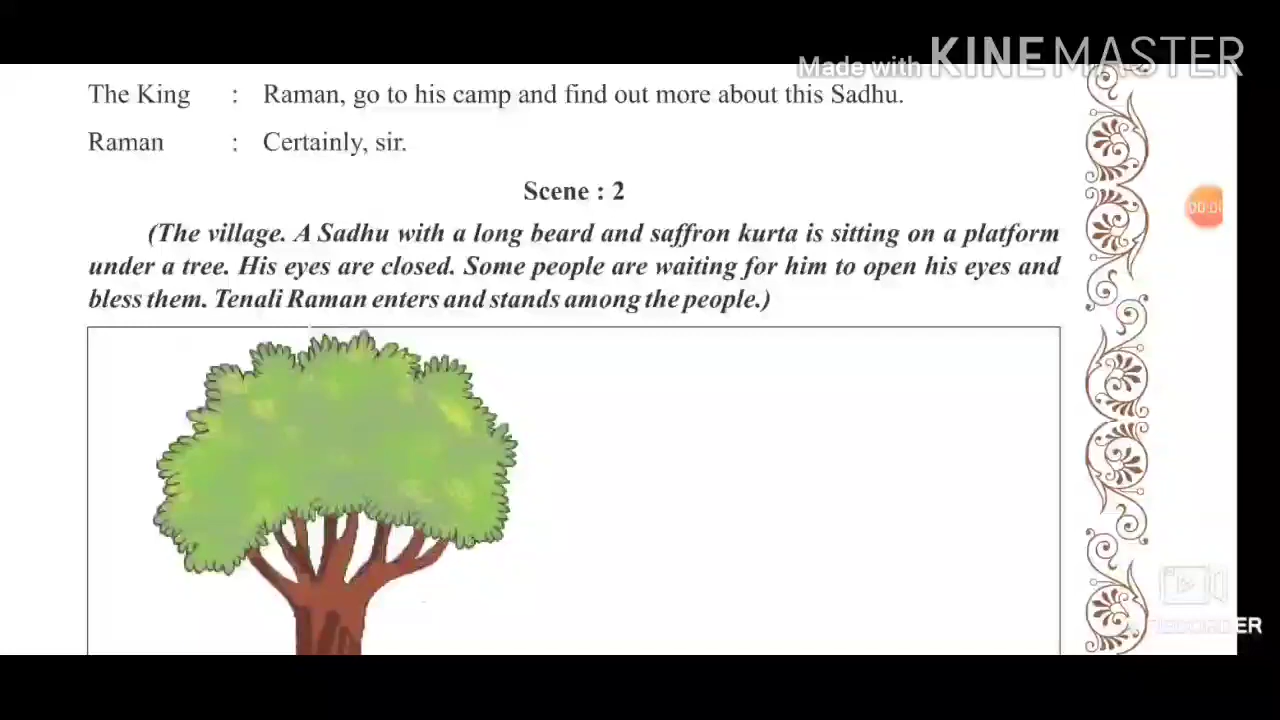 Made with KINEMASTER
The King : Raman, go to his camp and find out more about this Sadhu.
Raman : Certainly, sir.
Scene : 2
(The village. A Sadhu with a long beard and saffron kurta is sitting on a platform
under a tree. His eyes are closed. Some people are waiting for him to open his eyes and
bless them. Tenali Raman enters and stands among the people.)